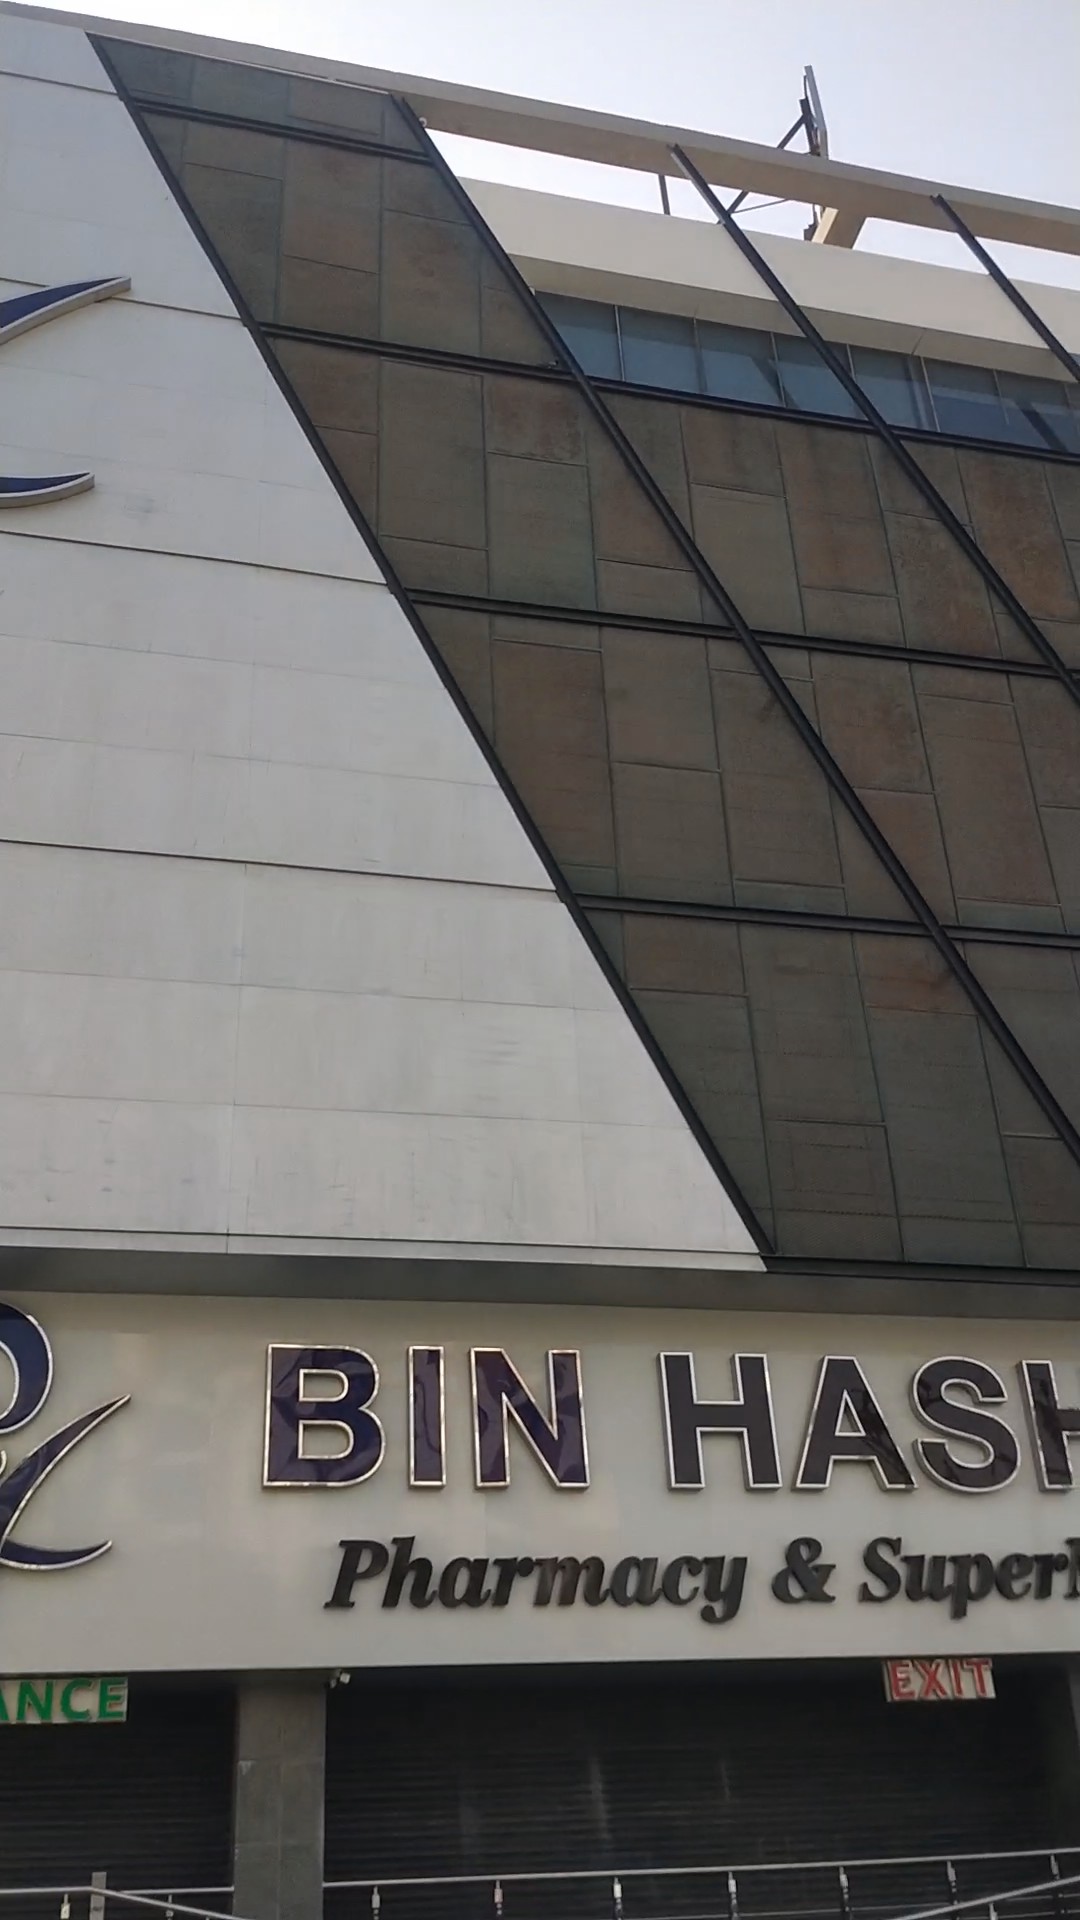 BIN HASH
Pharmacy & Super
ANCE
EXIT